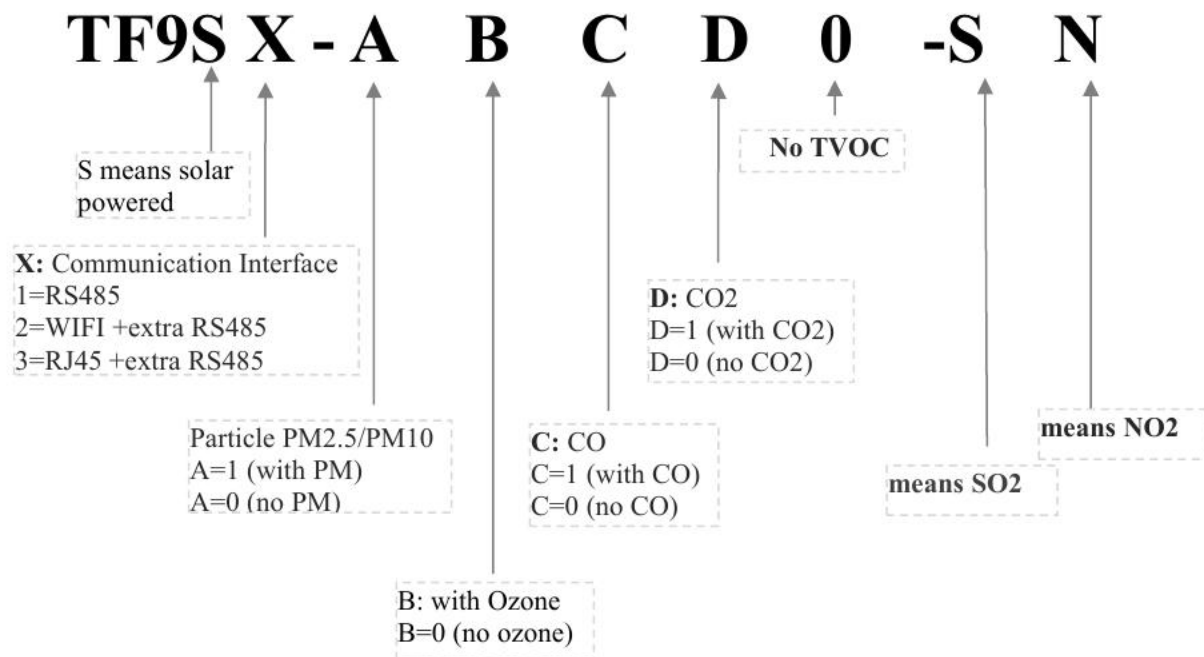 TF9S X - A B C D 0 -S N
No TVOC
S means solar
powered
X: Communication Interface
1=RS485
2=WIFI +extra RS485
3=RJ45 +extra RS485
D: CO2
D=1 (with CO2)
D=0 (no CO2)
Particle PM2.5/PM10
A=1 (with PM)
A=0 (no PM)
C: CO
C=1 (with CO)
C=0 (no CO)
means NO2
means SO2
B: with Ozone
B=0 (no ozone)